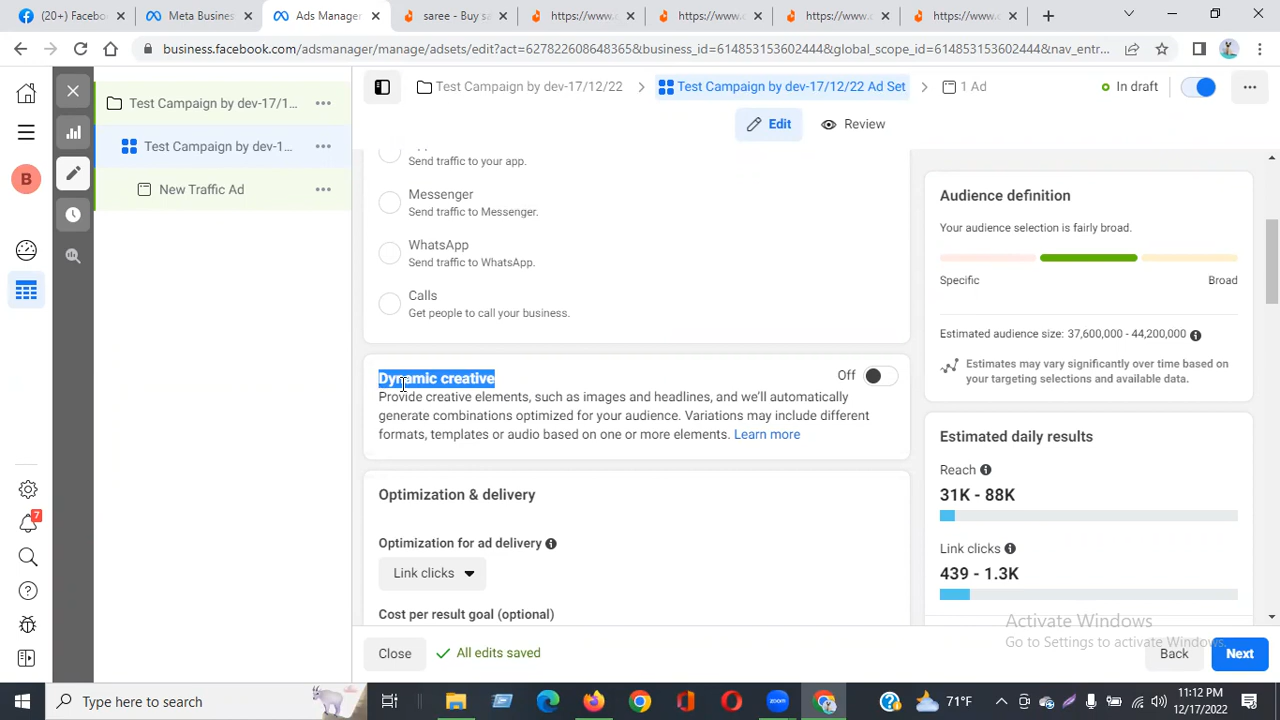 (20+) Facebo
Meta Business
Ads Manager
saree - Buy sa
https://www.
https://www.
https://www.
https://www.
business.facebook.com/adsmanager/manage/adsets/edit?act=627822608648365&business_id=614853153602444&global_scope_id=614853153602444&nav_entr...
Test Campaign by dev-17/1...
Test Campaign by dev-17/12/22
Test Campaign by dev-17/12/22 Ad Set
1 Ad
In draft
Edit
Review
Test Campaign by dev-1...
New Traffic Ad
B
7
Send traffic to your app.
Messenger
Send traffic to Messenger.
WhatsApp
Send traffic to WhatsApp.
Calls
Get people to call your business.
Dynamic creative
Off
Provide creative elements, such as images and headlines, and we'll automatically
generate combinations optimized for your audience. Variations may include different
formats, templates or audio based on one or more elements. Learn more
Optimization & delivery
Optimization for ad delivery
Link clicks
Cost per result goal (optional)
Audience definition
Your audience selection is fairly broad.
Specific
Broad
Estimated audience size: 37,600,000 - 44,200,000
Estimates may vary significantly over time based on
your targeting selections and available data.
Estimated daily results
Reach
31K - 88K
Link clicks
439 - 1.3K
Activate Windows
Go to Settings to activate Windows.
Close
All edits saved
Back
Next
Type here to search
71°F
11:12 PM
12/17/2022